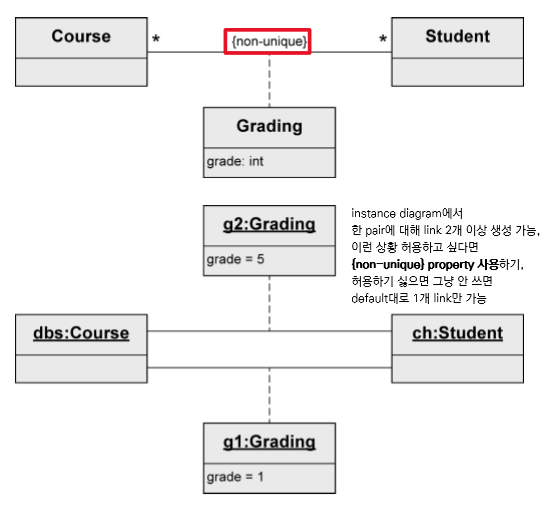 Course
*
{non-unique}
*
Student
Grading
grade: int
g2:Grading
grade = 5
instance diagram에서
한 pair에 대해 link 2개 이상 생성 가능,
이런 상황 허용하고 싶다면
{non-unique} property 사용하기,
허용하기 싫으면 그냥 안 쓰면
default대로 1개 link만 가능
dbs:Course
ch:Student
g1:Grading
grade = 1